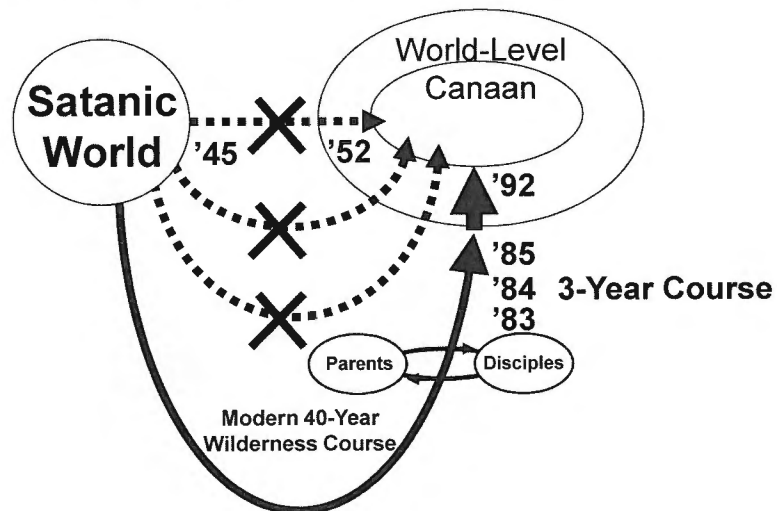 World-Level
Canaan
Satanic
World
'45
'52
'92
'85
'84 3-Year Course
'83
Parents
Disciples
Modern 40-Year
Wilderness Course